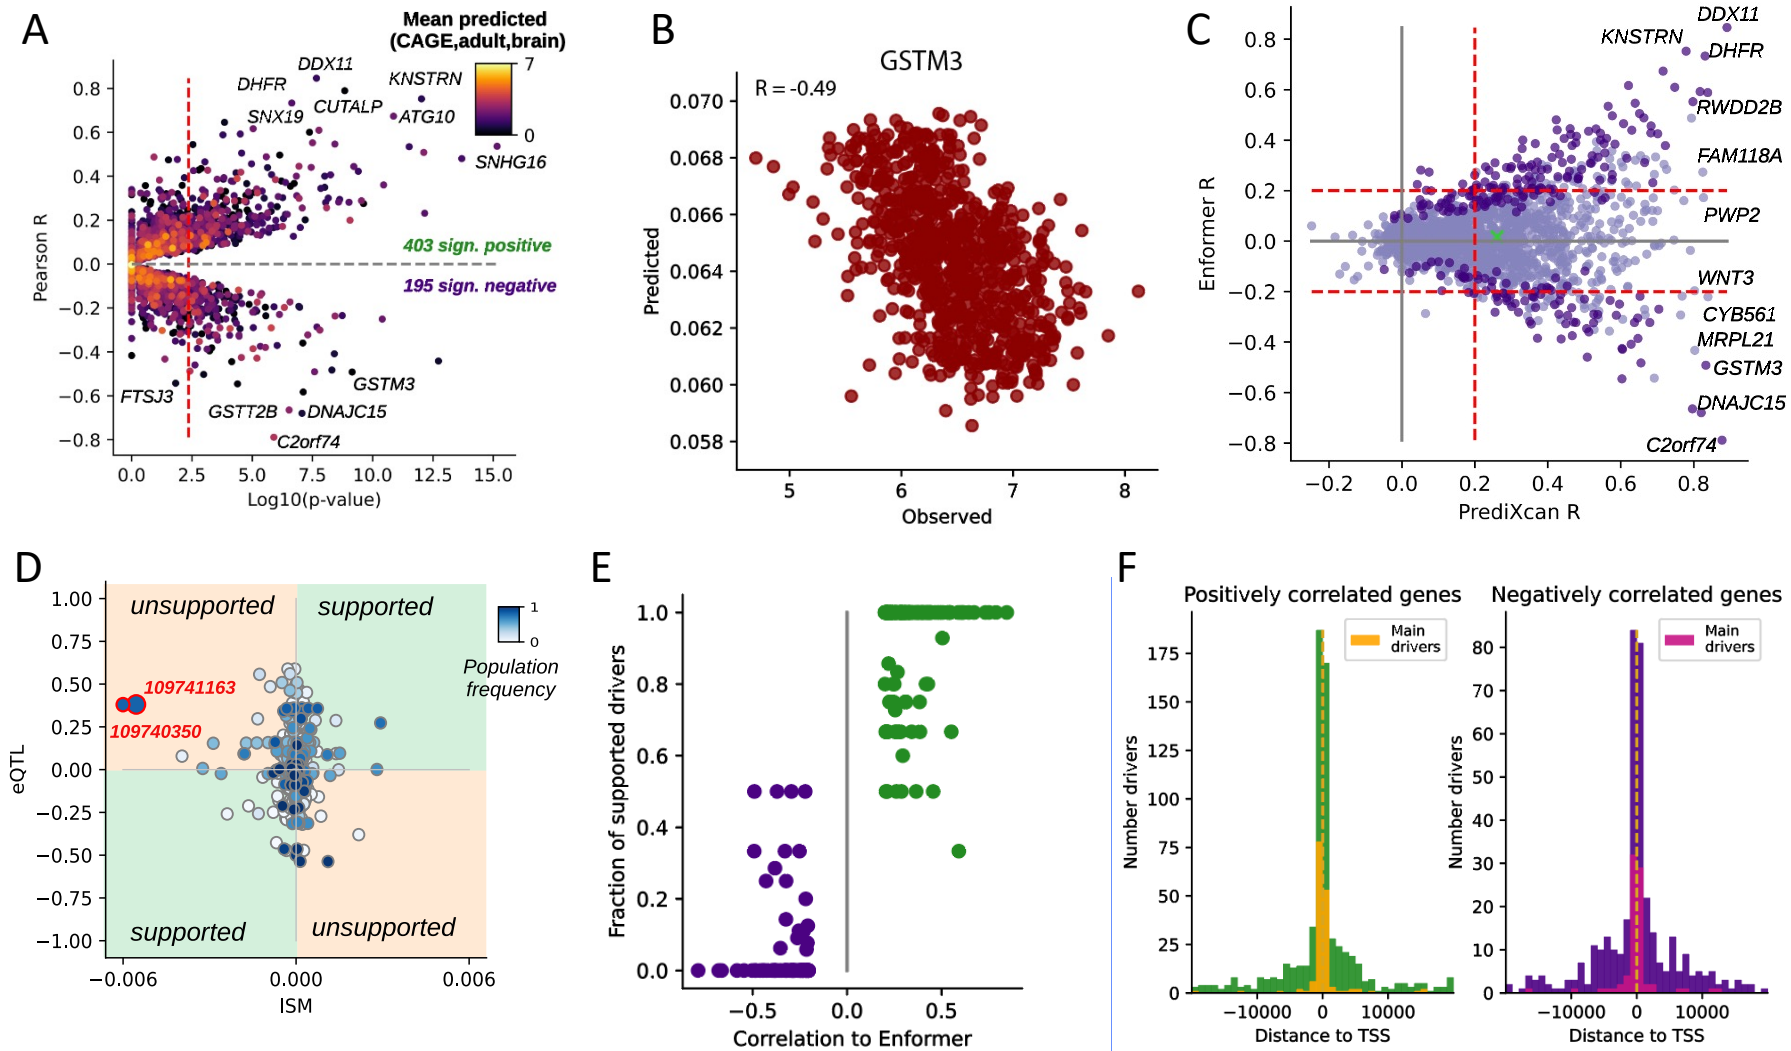 A
Mean predicted
(CAGE,adult,brain)
7
0
DDX11
DHFR
KNSTRN
CUTALP
SNX19
ATG10
SNHG16
403 sign. positive
195 sign. negative
FTSJ3
GSTM3
GSTT2B
DNAJC15
C2orf74
Pearson R
0.8
0.6
0.4
0.2
0.0
−0.2
−0.4
−0.6
−0.8
0.0
2.5
5.0
7.5
10.0
12.5
15.0
Log10(p-value)
B
GSTM3
R = -0.49
Predicted
0.070
0.068
0.066
0.064
0.062
0.060
0.058
5
6
7
8
Observed
C
DDX11
KNSTRN
DHFR
RWDD2B
FAM118A
PWP2
WNT3
CYB561
MRPL21
GSTM3
DNAJC15
C2orf74
Enformer R
0.8
0.6
0.4
0.2
0.0
−0.2
−0.4
−0.6
−0.8
−0.2
0.0
0.2
0.4
0.6
0.8
PrediXcan R
D
unsupported
supported
1
0
Population
frequency
109741163
109740350
supported
unsupported
eQTL
1.00
0.75
0.50
0.25
0.00
−0.25
−0.50
−0.75
−1.00
−0.006
0.000
0.006
ISM
E
Fraction of supported drivers
1.0
0.8
0.6
0.4
0.2
0.0
−0.5
0.0
0.5
Correlation to Enformer
F
Positively correlated genes
Main
drivers
Number drivers
175
150
125
100
75
50
25
0
−10000
0
10000
Distance to TSS
Negatively correlated genes
Main
drivers
Number drivers
80
70
60
50
40
30
20
10
0
−10000
0
10000
Distance to TSS